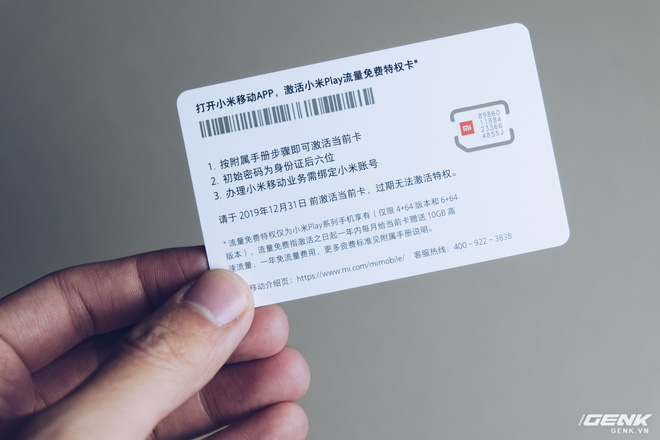 打开小米移动APP，激活小米Play流量免费特权卡*
1. 按附属手册步骤即可激活当前卡
2. 初始密码为身份证后六位
3. 办理小米移动业务需绑定小米账号
请于 2019年12月31日 前激活当前卡，过期无法激活特权。
* 流量免费特权仅为小米Play系列手机享有（仅限 4+64 版本和 6+64
版本），流量免费指激活之日起一年内每月给当前卡赠送 10GB 高
速流量，一年免流量费用，更多资费标准见附属手册说明。
移动介绍页：https://www.mi.com/mimobile/ 客服热线：400-922-3838
mi
89860
11884
23366
4855
GENK
GENK.VN